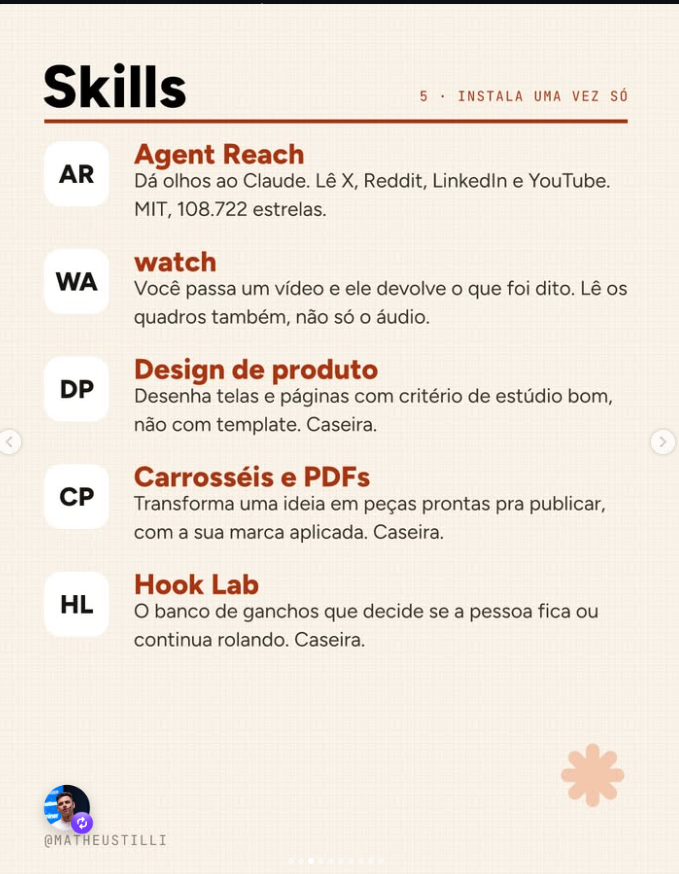 Skills
5 · INSTALA UMA VEZ SÓ
AR
Agent Reach
Dá olhos ao Claude. Lê X, Reddit, LinkedIn e YouTube.
MIT, 108.722 estrelas.
WA
watch
Você passa um vídeo e ele devolve o que foi dito. Lê os
quadros também, não só o áudio.
DP
Design de produto
Desenha telas e páginas com critério de estúdio bom,
não com template. Caseira.
CP
Carrosséis e PDFs
Transforma uma ideia em peças prontas pra publicar,
com a sua marca aplicada. Caseira.
HL
Hook Lab
O banco de ganchos que decide se a pessoa fica ou
continua rolando. Caseira.
@MATHEUSTILLI